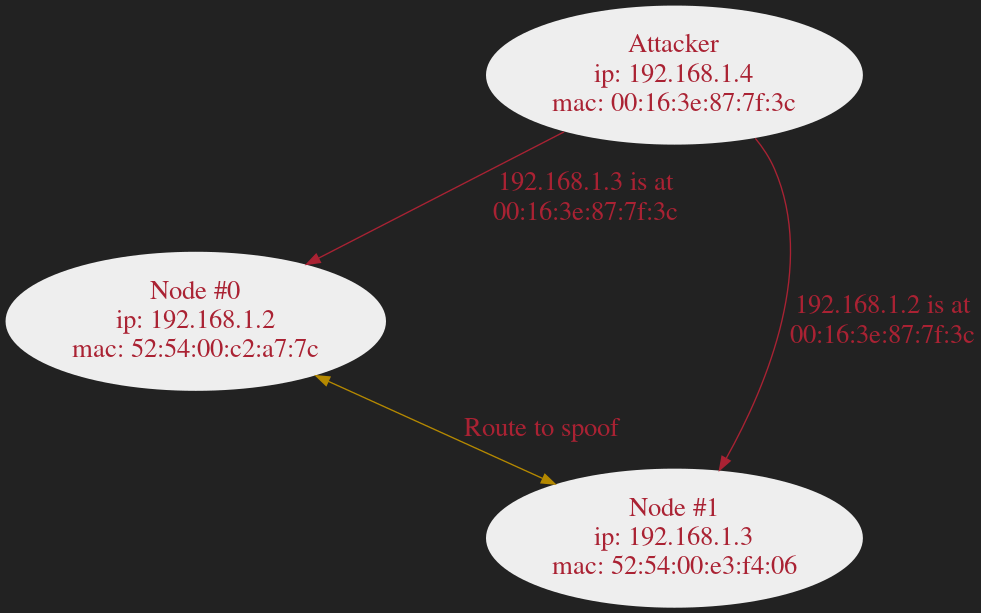 Attacker
ip: 192.168.1.4
mac: 00:16:3e:87:7f:3c
192.168.1.3 is at
00:16:3e:87:7f:3c
Node #0
ip: 192.168.1.2
mac: 52:54:00:c2:a7:7c
192.168.1.2 is at
00:16:3e:87:7f:3c
Route to spoof
Node #1
ip: 192.168.1.3
mac: 52:54:00:e3:f4:06